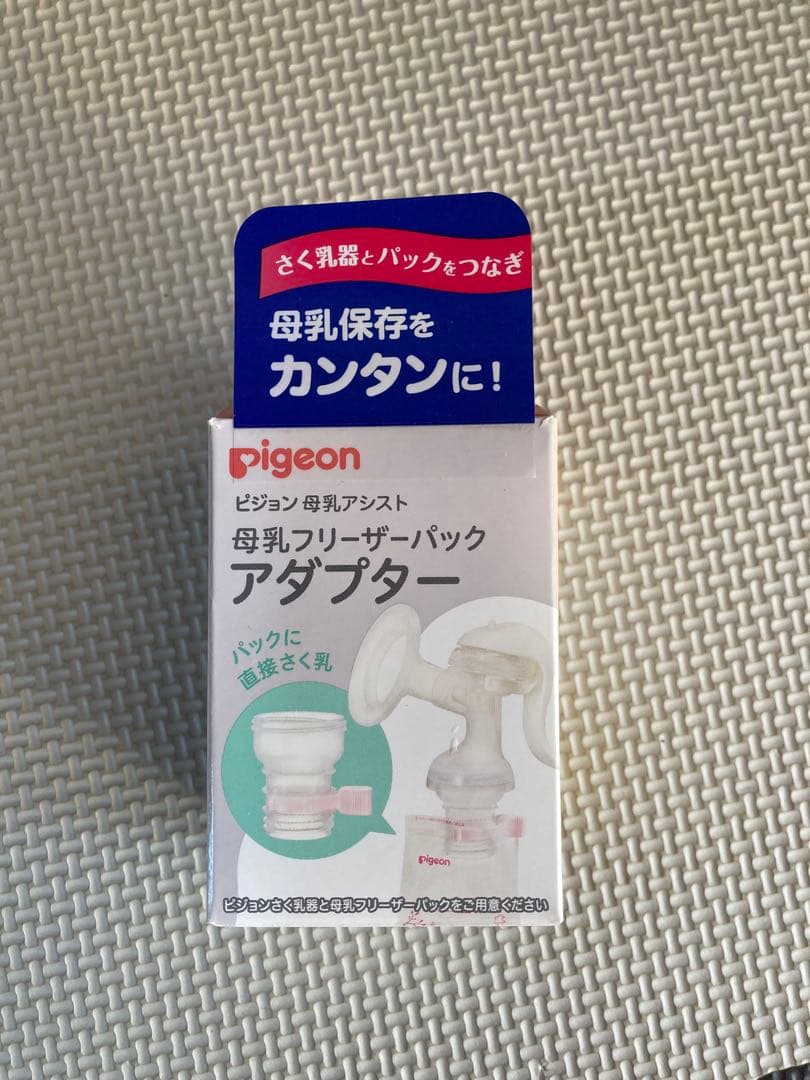 さく乳器とパックをつなぎ
母乳保存を
カンタンに!
Pigeon
ピジョン 母乳アシスト
母乳フリーザーパック
アダプター
パックに
直接さく乳
Pigeon
ピジョンさく乳器と母乳フリーザーパックをご用意ください